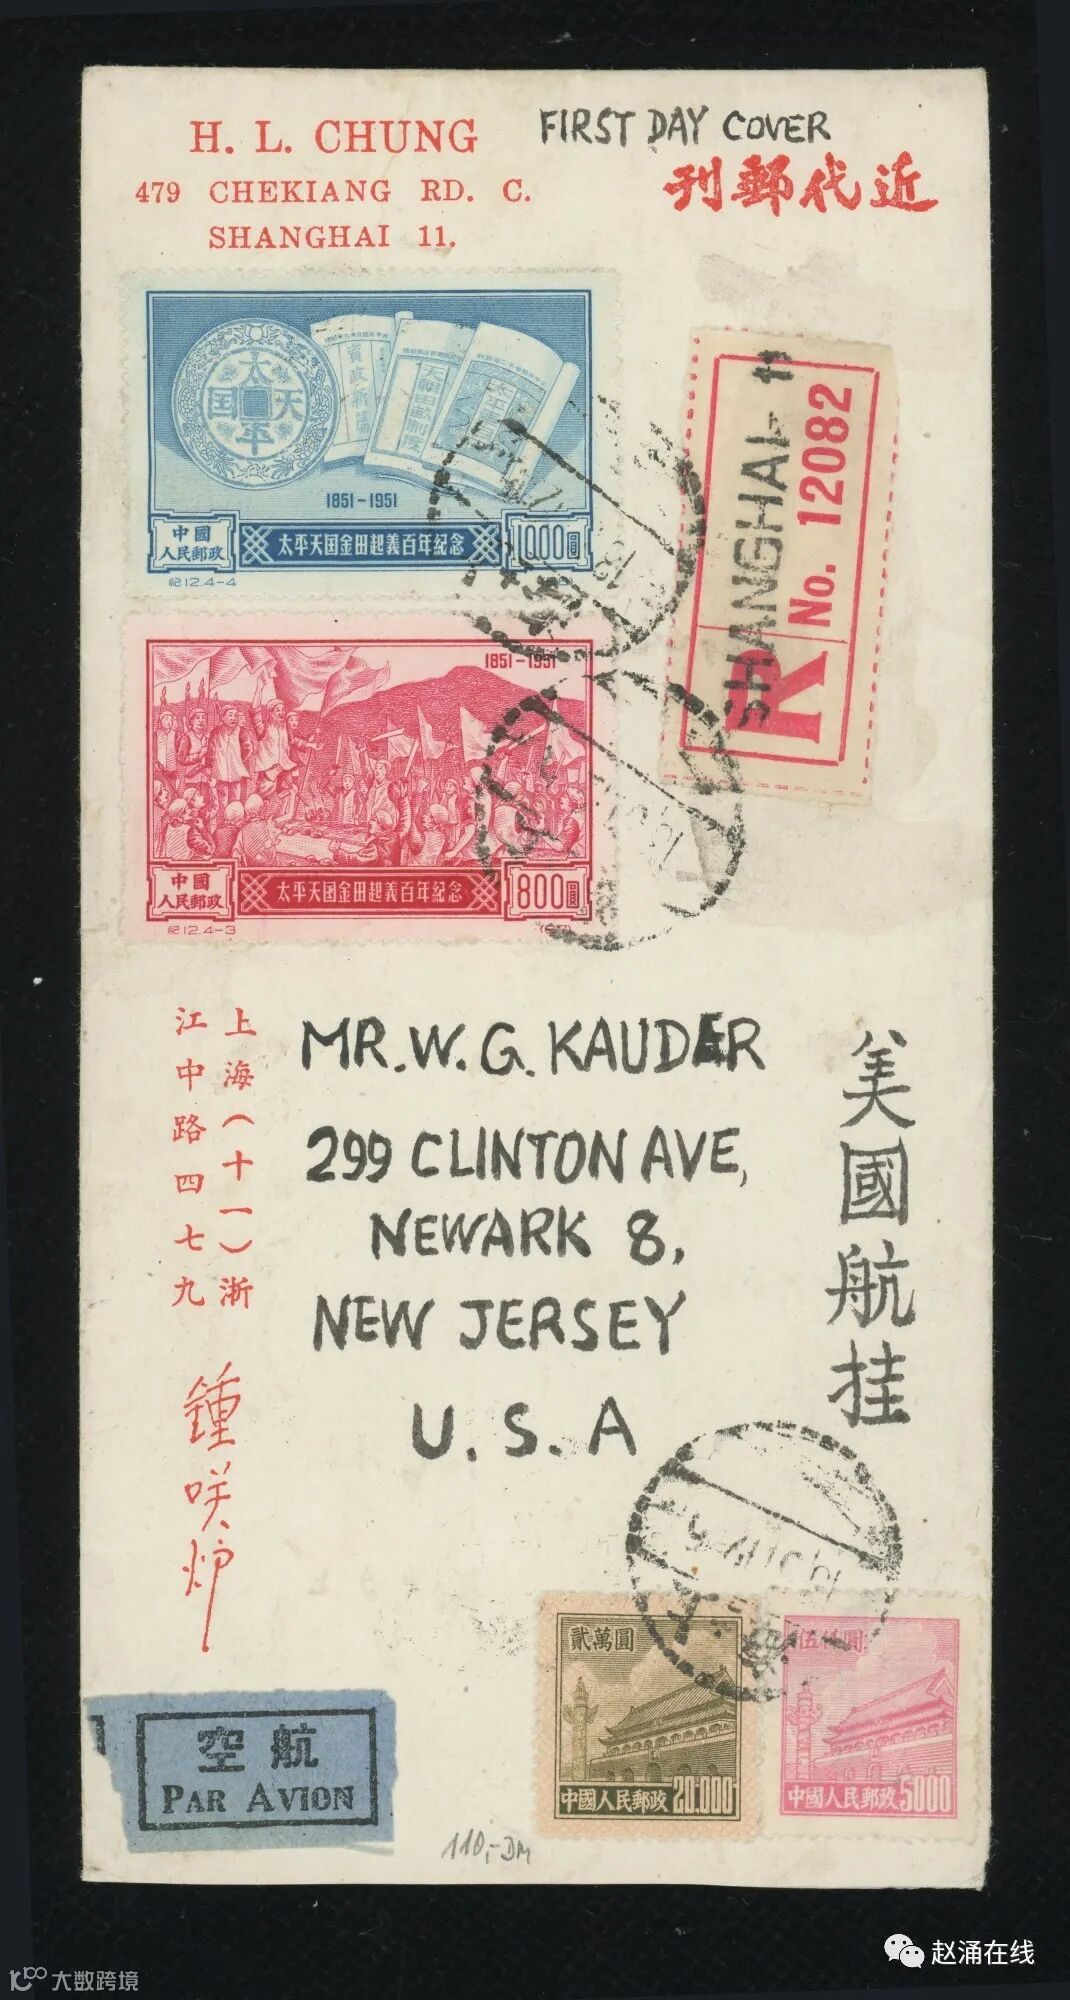 H. L. CHUNG
479 CHEKIANG RD. C.
SHANGHAI 11.
FIRST DAY COVER
刊郵代近
太平天国
1851-1951
中國
人民郵政
太平天国金田起義百年紀念
1000圓
紀12.4-4
SHANGHAI-11
R No. 12082
1851-1951
中國
人民郵政
太平天国金田起義百年紀念
800圓
紀12.4-3
上海(十一)浙
江中路四七九
鍾咲炉
MR. W. G. KAUDER
299 CLINTON AVE,
NEWARK 8,
NEW JERSEY
U. S. A
美國航挂
貳萬圓
中國人民郵政 20.000
伍仟圓
中國人民郵政 5000
空航
PAR AVION
110,- DM
赵涌在线
大数跨境